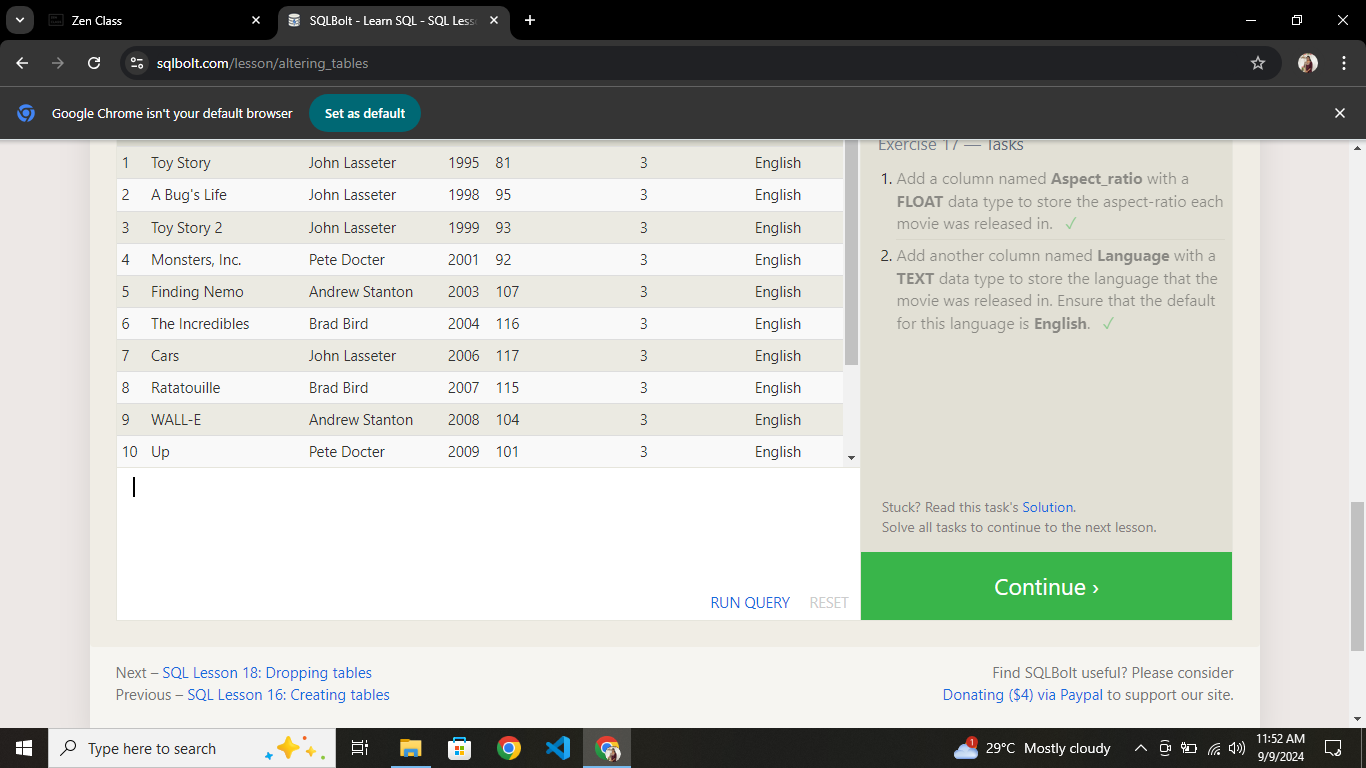 Zen Class
SQLBolt - Learn SQL - SQL Less
sqlbolt.com/lesson/altering_tables
Google Chrome isn't your default browser Set as default
1 Toy Story John Lasseter 1995 81 3 English
2 A Bug's Life John Lasseter 1998 95 3 English
3 Toy Story 2 John Lasseter 1999 93 3 English
4 Monsters, Inc. Pete Docter 2001 92 3 English
5 Finding Nemo Andrew Stanton 2003 107 3 English
6 The Incredibles Brad Bird 2004 116 3 English
7 Cars John Lasseter 2006 117 3 English
8 Ratatouille Brad Bird 2007 115 3 English
9 WALL-E Andrew Stanton 2008 104 3 English
10 Up Pete Docter 2009 101 3 English
RUN QUERY RESET
Exercise 17 — Tasks
1. Add a column named Aspect_ratio with a
FLOAT data type to store the aspect-ratio each
movie was released in. ✓
2. Add another column named Language with a
TEXT data type to store the language that the
movie was released in. Ensure that the default
for this language is English. ✓
Stuck? Read this task's Solution.
Solve all tasks to continue to the next lesson.
Continue ›
Next – SQL Lesson 18: Dropping tables
Previous – SQL Lesson 16: Creating tables
Find SQLBolt useful? Please consider
Donating ($4) via Paypal to support our site.
Type here to search
1
29°C Mostly cloudy
11:52 AM
9/9/2024